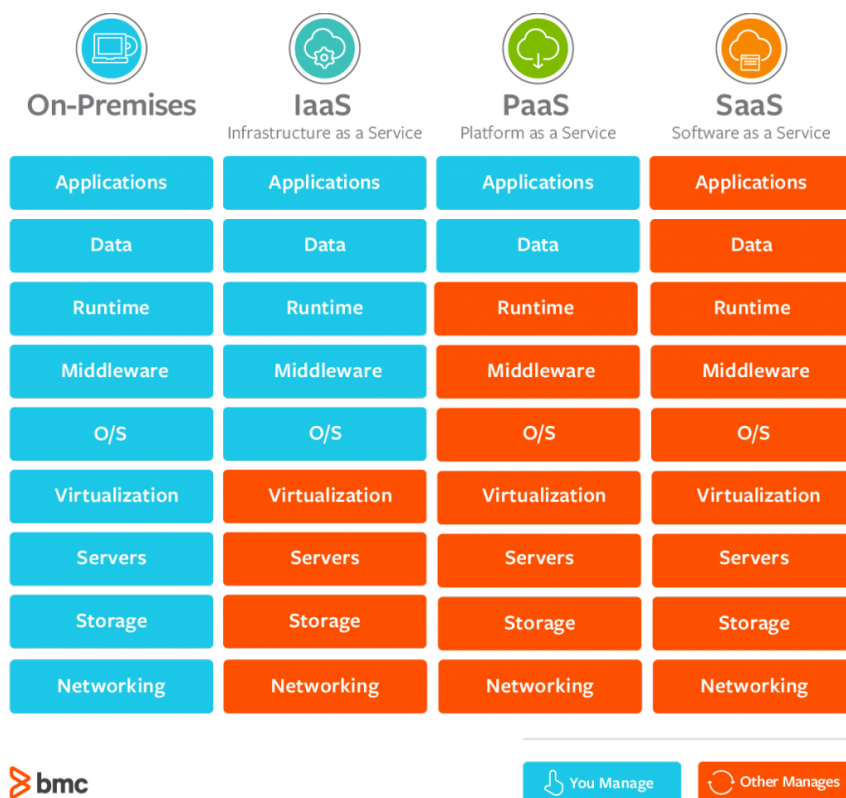 On-Premises IaaS PaaS SaaS
Infrastructure as a Service Platform as a Service Software as a Service
Applications Applications Applications Applications
Data Data Data Data
Runtime Runtime Runtime Runtime
Middleware Middleware Middleware Middleware
O/S O/S O/S O/S
Virtualization Virtualization Virtualization Virtualization
Servers Servers Servers Servers
Storage Storage Storage Storage
Networking Networking Networking Networking
bmc You Manage Other Manages